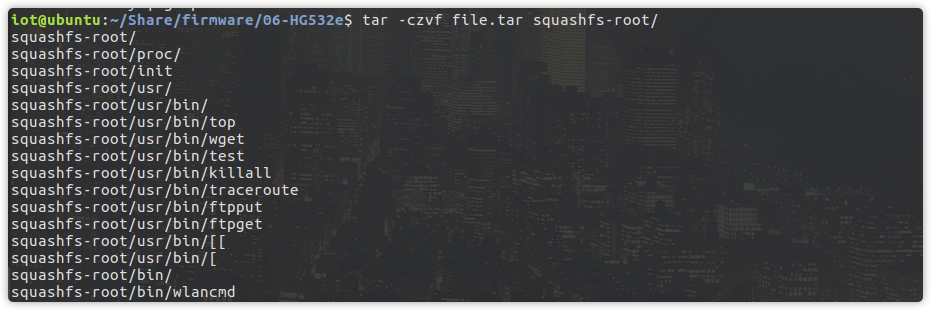 iot@ubuntu:~/Share/firmware/06-HG532e$ tar -czvf file.tar squashfs-root/
squashfs-root/
squashfs-root/proc/
squashfs-root/init
squashfs-root/usr/
squashfs-root/usr/bin/
squashfs-root/usr/bin/top
squashfs-root/usr/bin/wget
squashfs-root/usr/bin/test
squashfs-root/usr/bin/killall
squashfs-root/usr/bin/traceroute
squashfs-root/usr/bin/ftpput
squashfs-root/usr/bin/ftpget
squashfs-root/usr/bin/[[
squashfs-root/usr/bin/[
squashfs-root/bin/
squashfs-root/bin/wlancmd